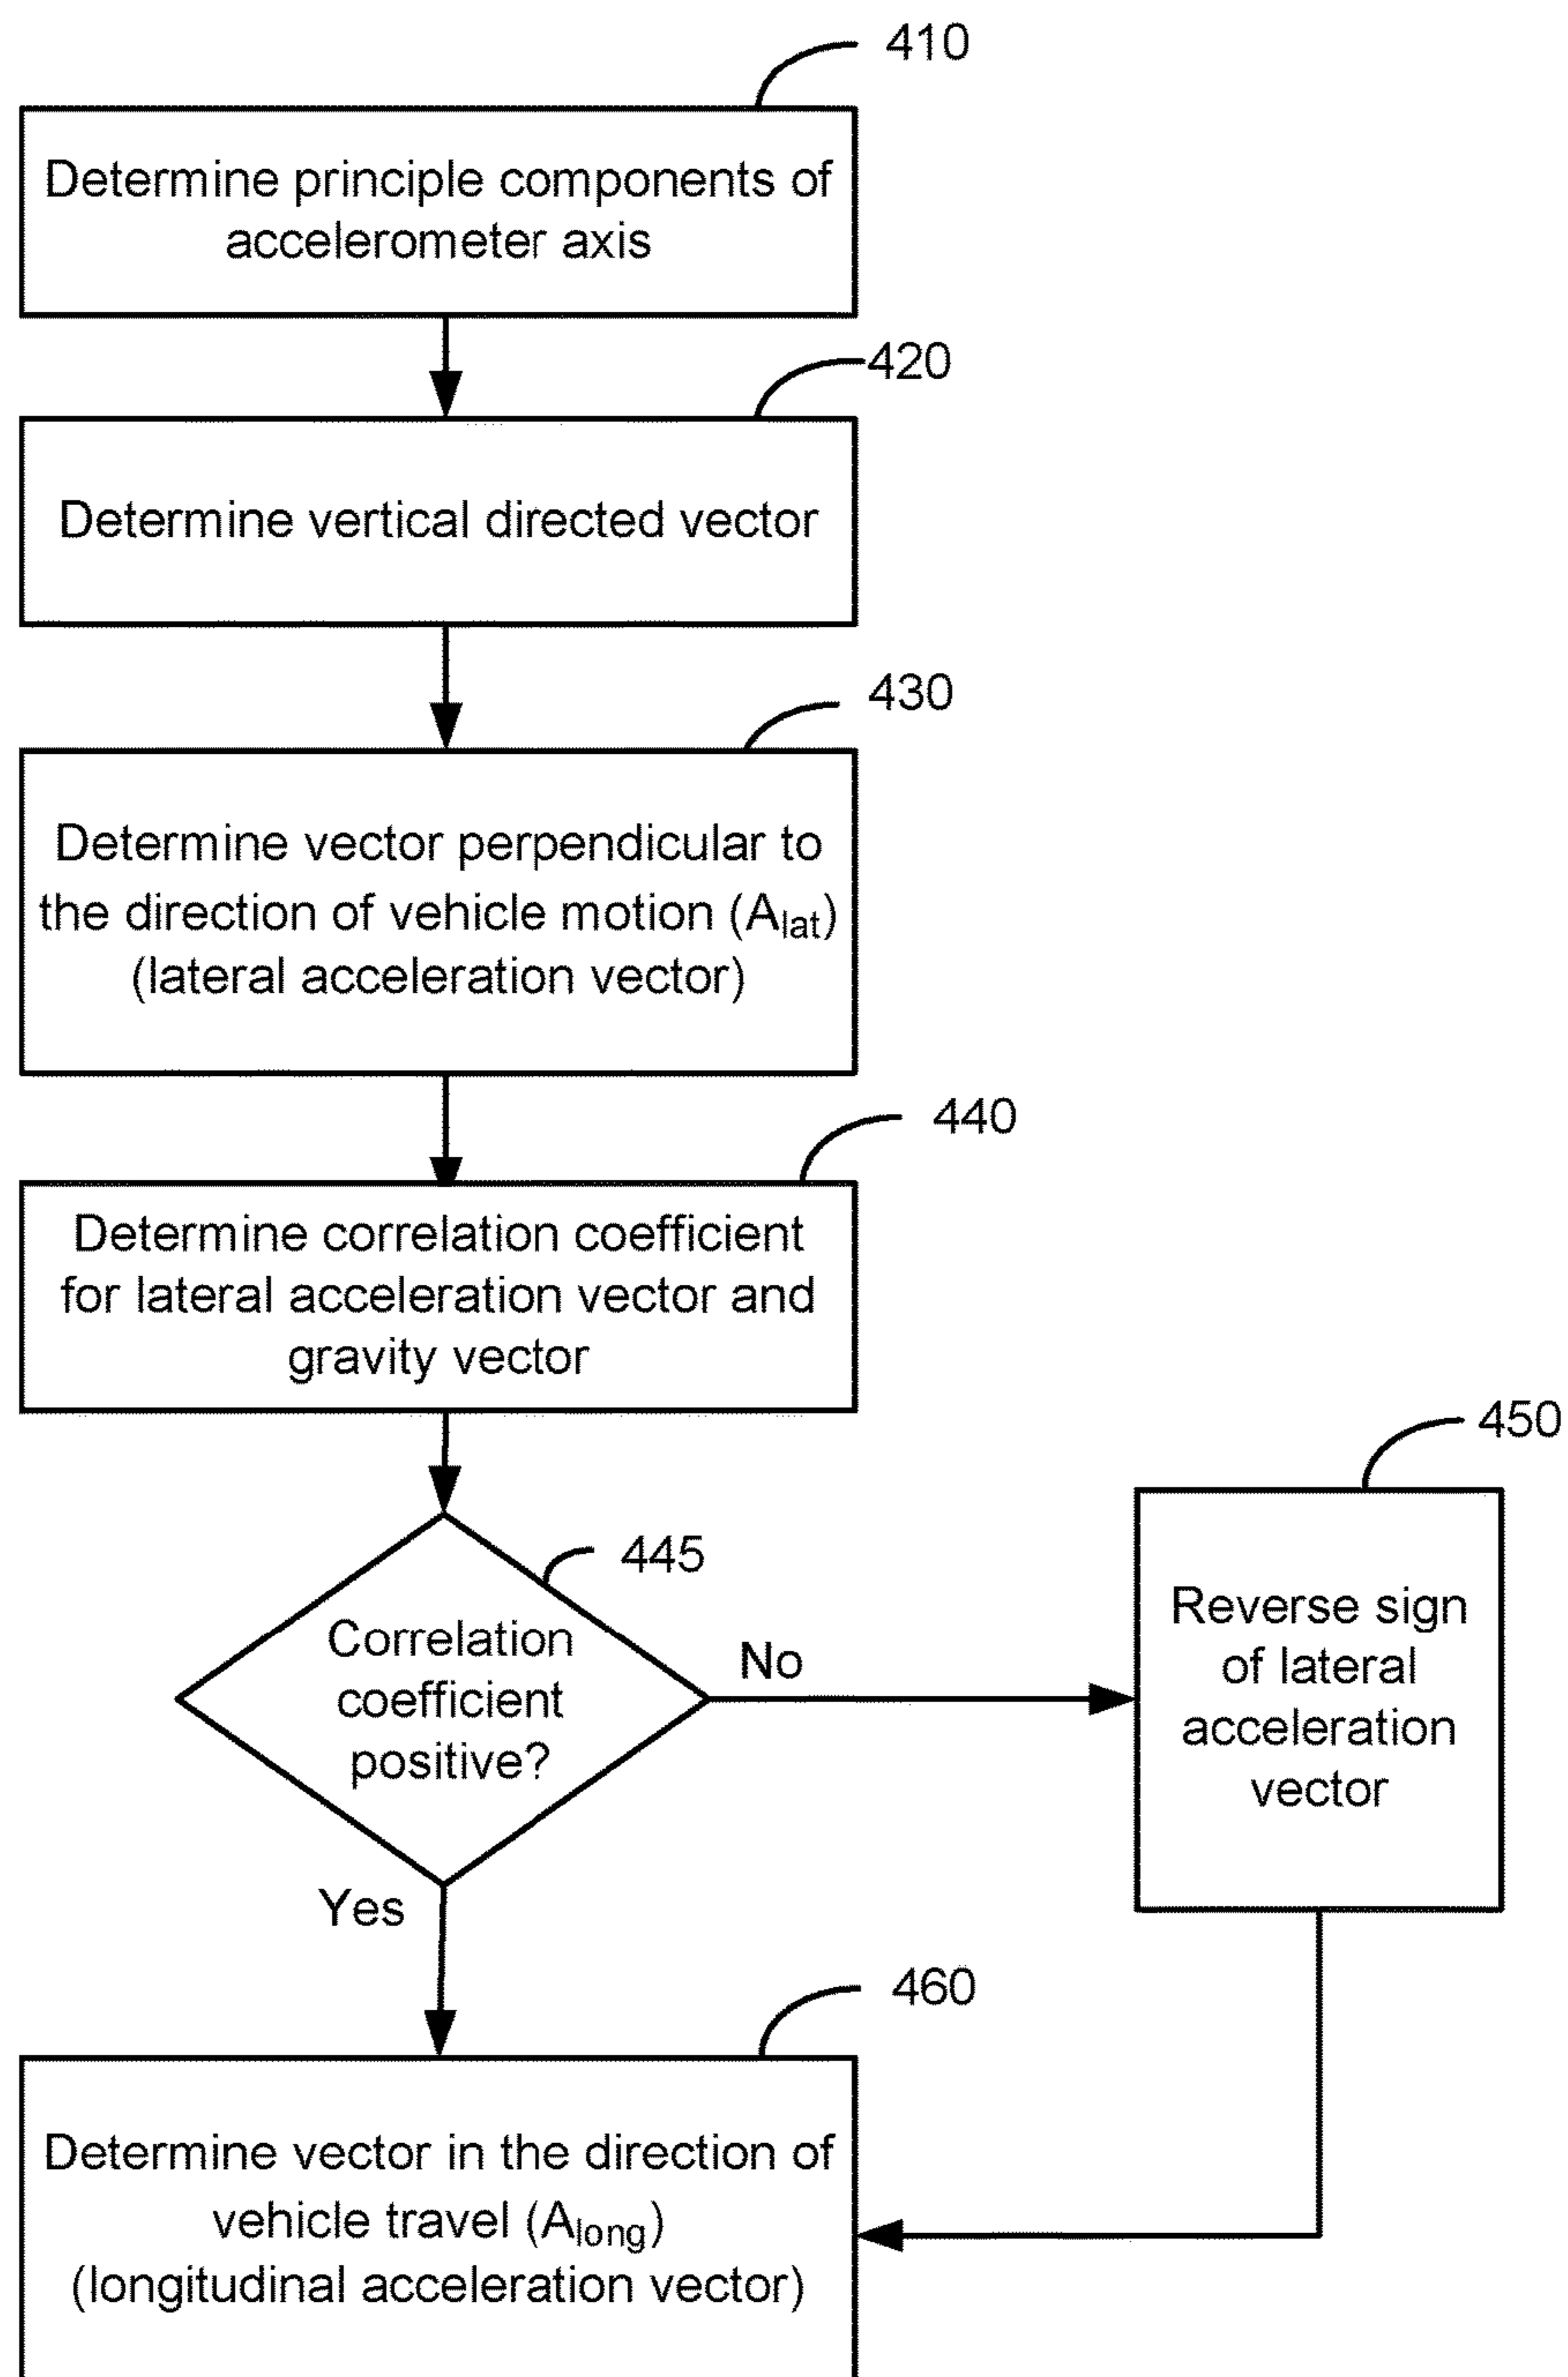 410
Determine principle components of
accelerometer axis
420
Determine vertical directed vector
430
Determine vector perpendicular to
the direction of vehicle motion (Alat)
(lateral acceleration vector)
440
Determine correlation coefficient
for lateral acceleration vector and
gravity vector
445
Correlation
coefficient
positive?
No
Yes
450
Reverse sign
of lateral
acceleration
vector
460
Determine vector in the direction of
vehicle travel (Along)
(longitudinal acceleration vector)